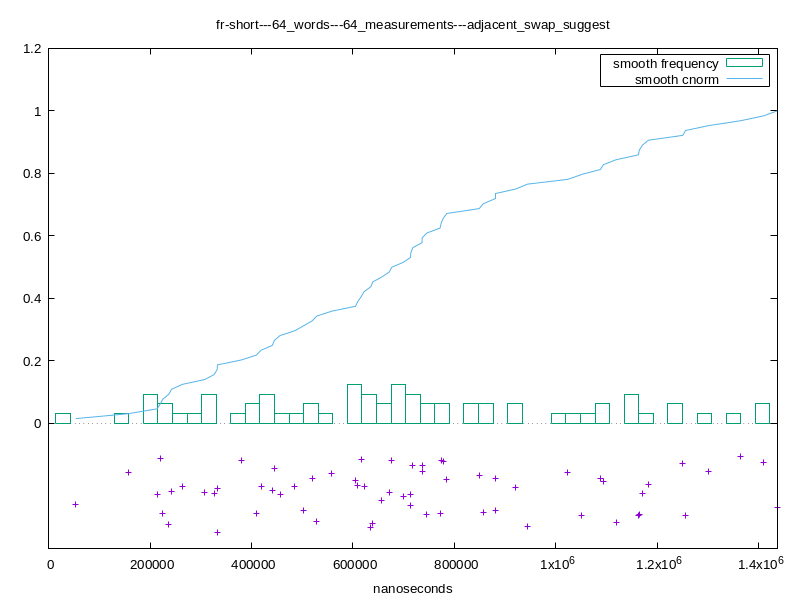 fr-short---64_words---64_measurements---adjacent_swap_suggest
1.2
smooth frequency
smooth cnorm
1
0.8
0.6
0.4
0.2
0
0 200000 400000 600000 800000 1x10^6 1.2x10^6 1.4x10^6
nanoseconds